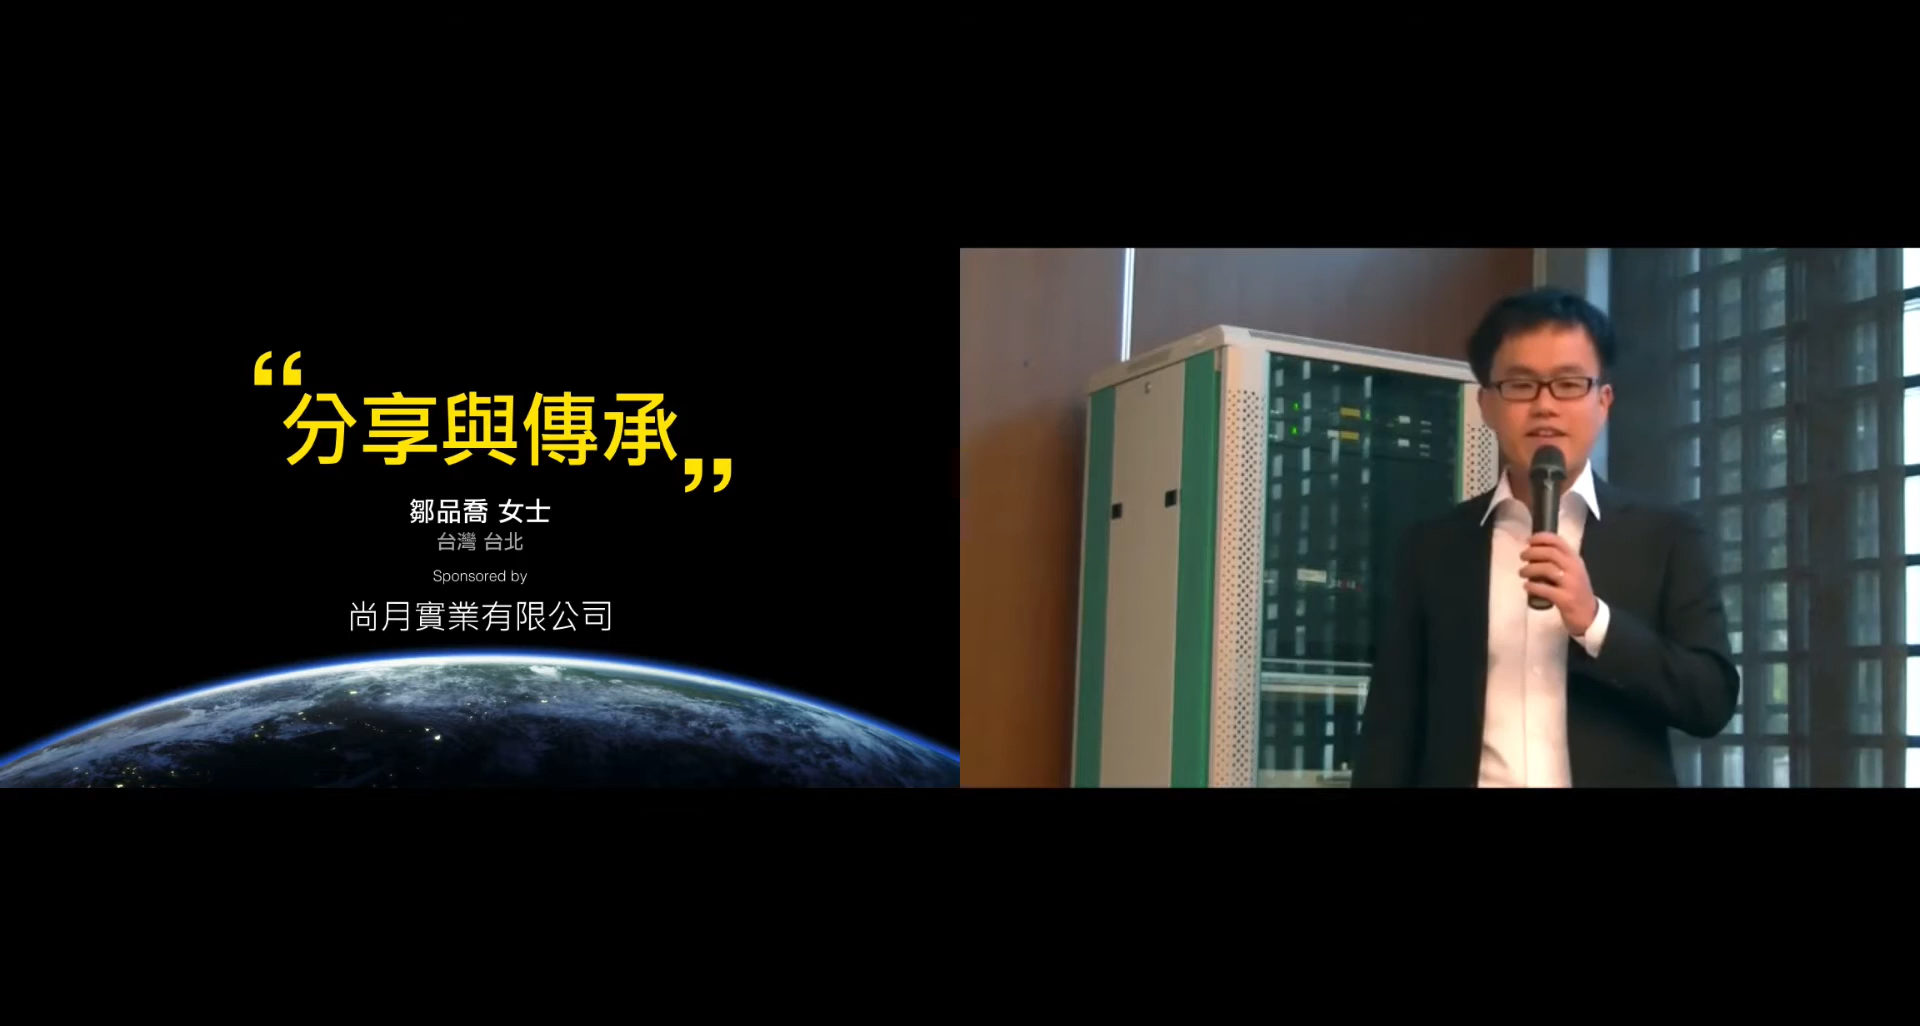 “分享與傳承”
鄒品喬 女士
台灣 台北
Sponsored by
尚月實業有限公司